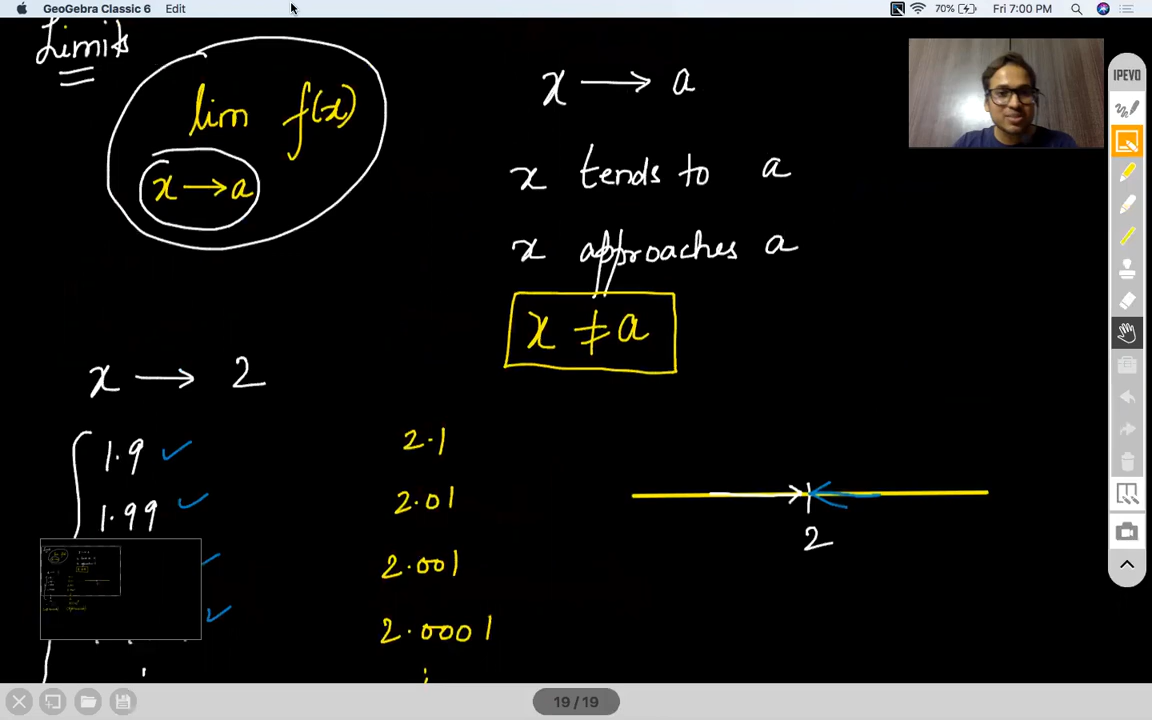 GeoGebra Classic 6 Edit 70% Fri 7:00 PM
Limits
lim f(x)
x → a
x → a
x tends to a
x approaches a
x ≠ a
IPEVO
x → 2
1.9
1.99
2.1
2.01
2.001
2.0001
2
19 / 19